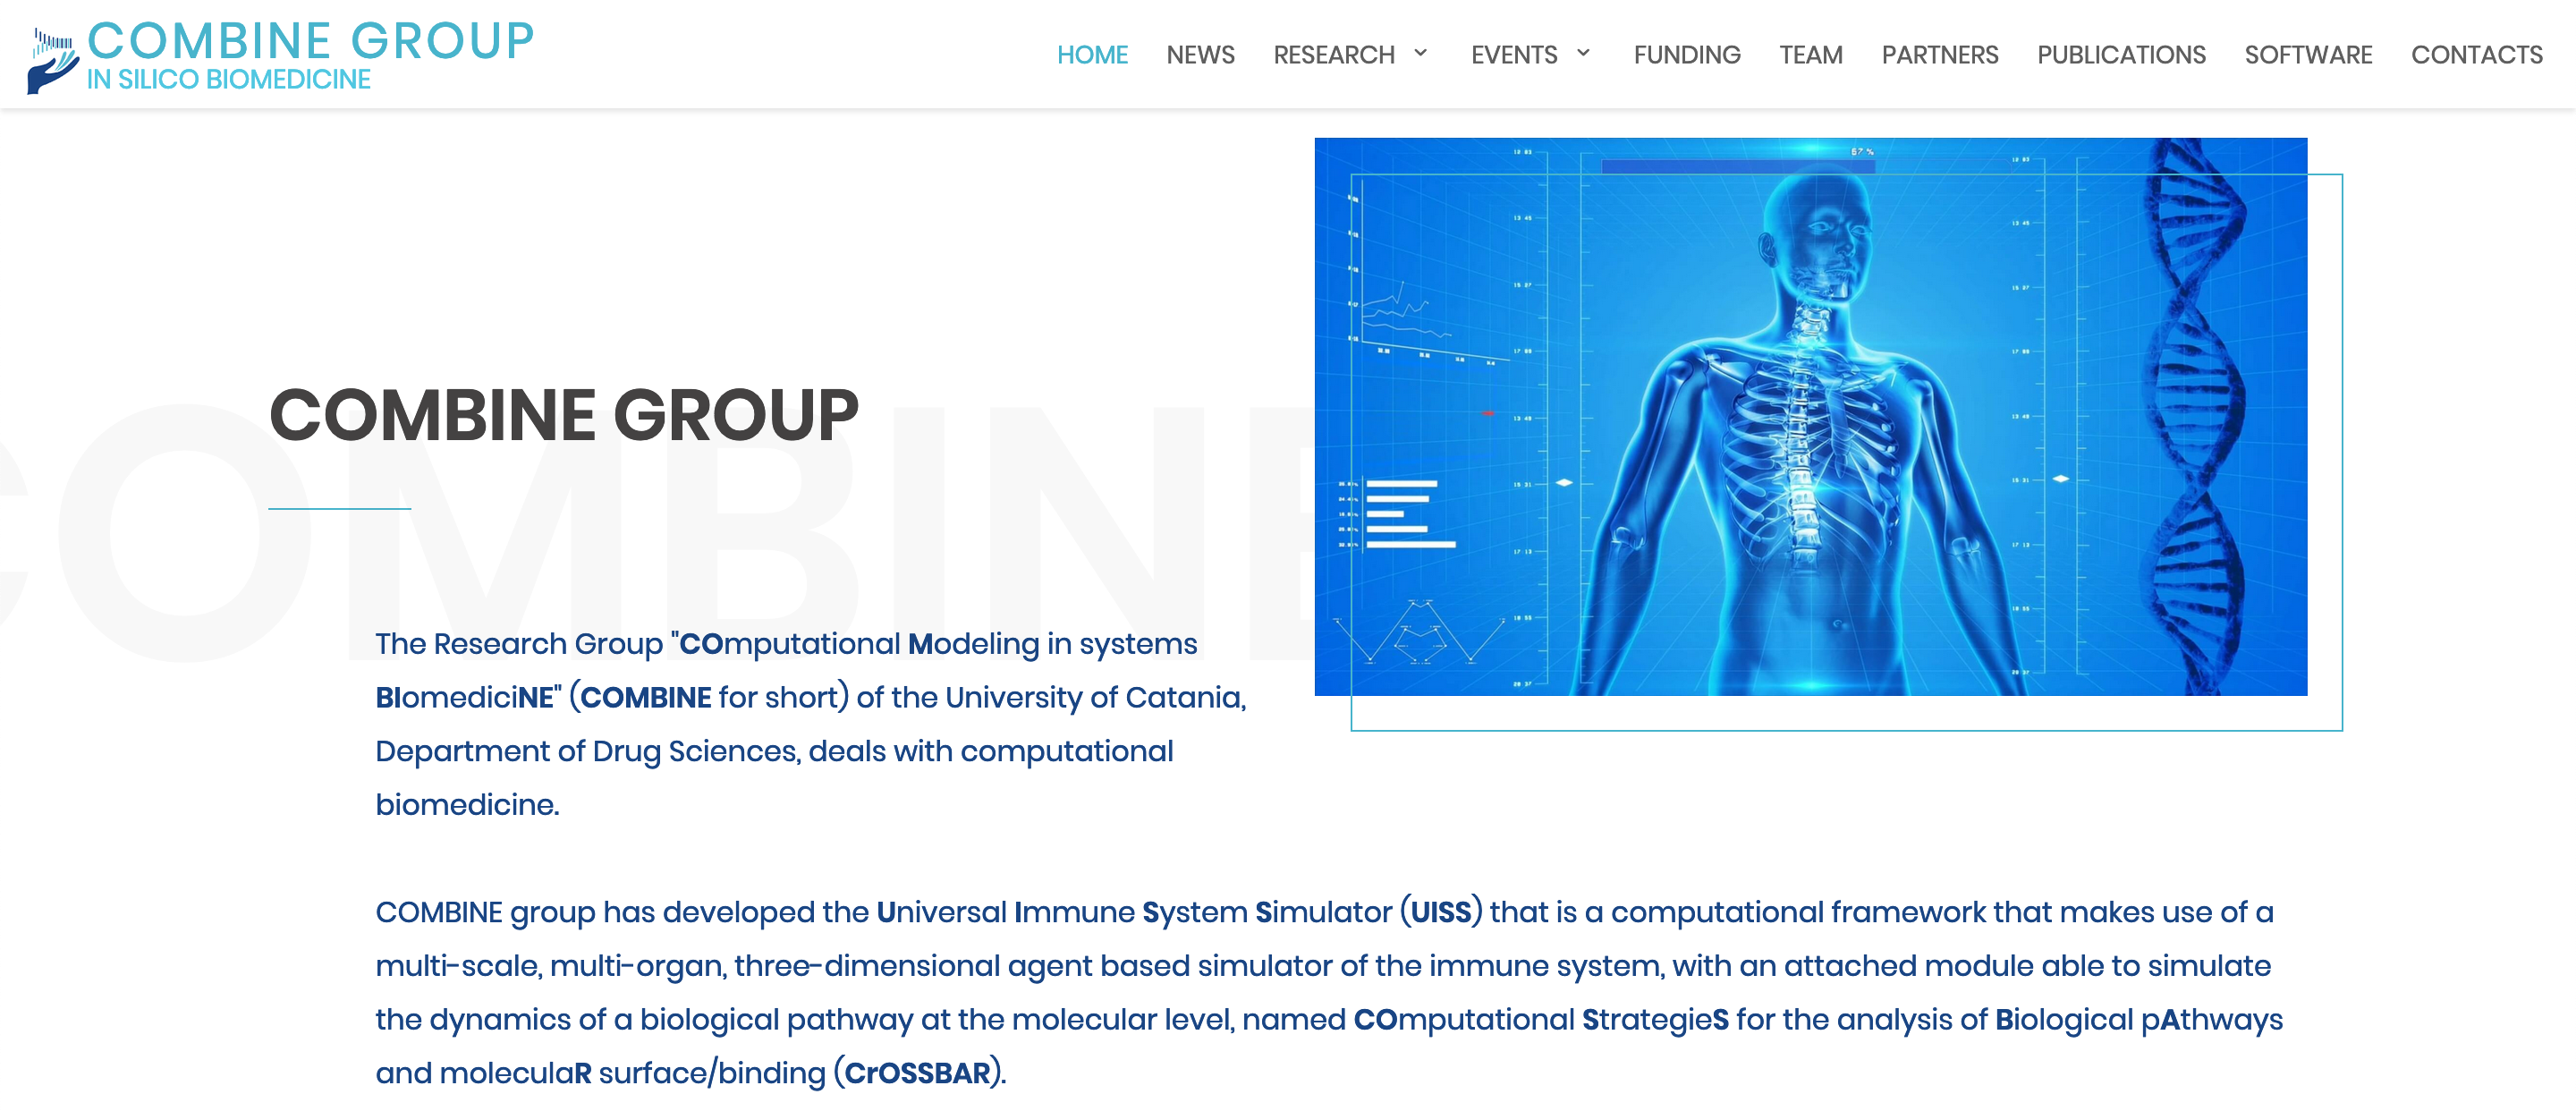 COMBINE GROUP
IN SILICO BIOMEDICINE
HOME NEWS RESEARCH EVENTS FUNDING TEAM PARTNERS PUBLICATIONS SOFTWARE CONTACTS
67 %
COMBINE
COMBINE GROUP
The Research Group "COmputational Modeling in systems
BIomediciNE" (COMBINE for short) of the University of Catania,
Department of Drug Sciences, deals with computational
biomedicine.
COMBINE group has developed the Universal Immune System Simulator (UISS) that is a computational framework that makes use of a
multi-scale, multi-organ, three-dimensional agent based simulator of the immune system, with an attached module able to simulate
the dynamics of a biological pathway at the molecular level, named COmputational StrategieS for the analysis of Biological pAthways
and moleculaR surface/binding (CrOSSBAR).